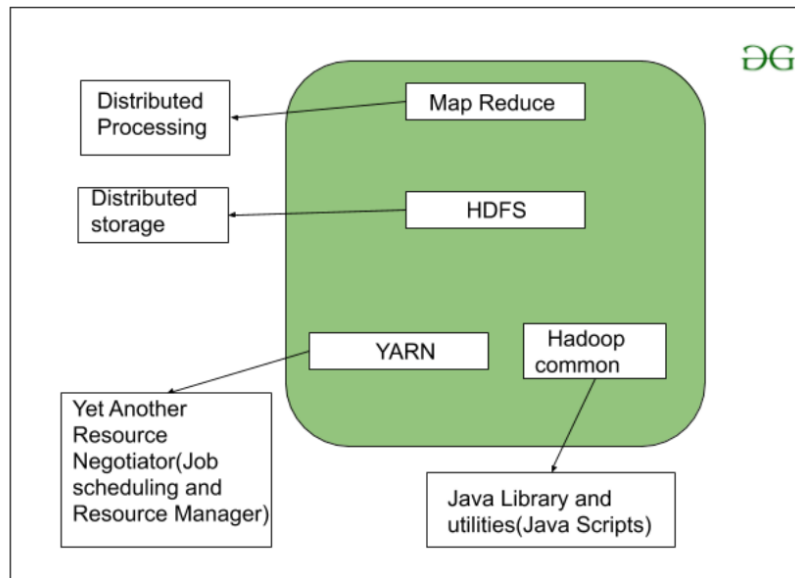 Distributed
Processing
Map Reduce
Distributed
storage
HDFS
YARN
Hadoop
common
Yet Another
Resource
Negotiator(Job
scheduling and
Resource Manager)
Java Library and
utilities(Java Scripts)